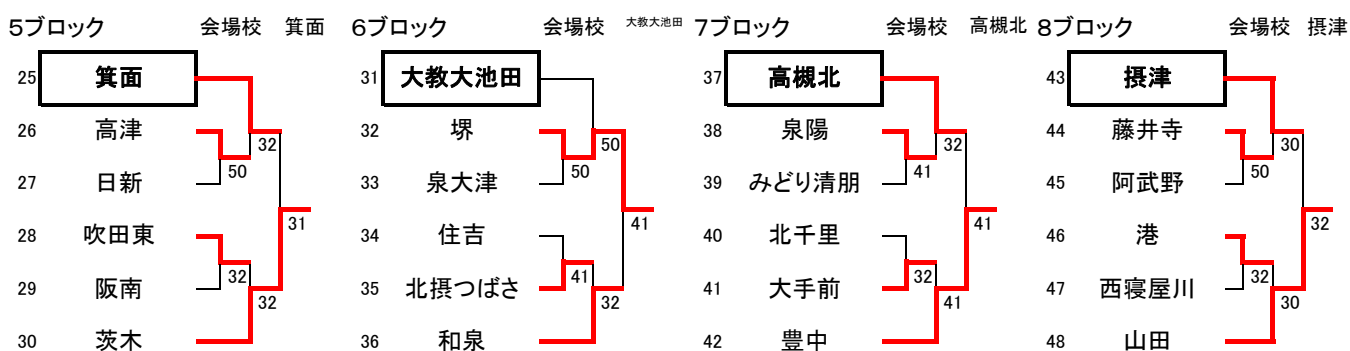 5ブロック 会場校 箕面
25 箕面
26 高津
32
50
27 日新
31
28 吹田東
32
29 阪南
32
30 茨木
6ブロック 会場校 大教大池田
31 大教大池田
32 堺
50
50
33 泉大津
41
34 住吉
41
35 北摂つばさ
32
36 和泉
7ブロック 会場校 高槻北
37 高槻北
38 泉陽
32
41
39 みどり清朋
41
40 北千里
32
41 大手前
41
42 豊中
8ブロック 会場校 摂津
43 摂津
44 藤井寺
30
50
45 阿武野
32
46 港
32
47 西寝屋川
30
48 山田